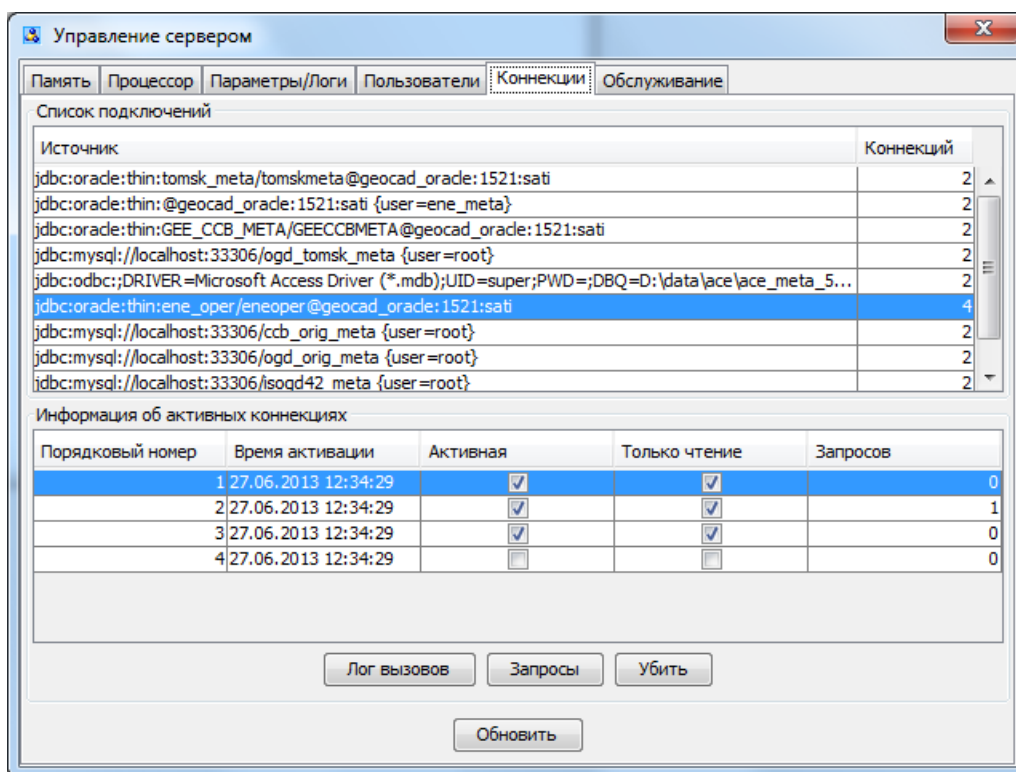 Управление сервером
Память Процессор Параметры/Логи Пользователи Коннекции Обслуживание
Список подключений
Источник Коннекций
jdbc:oracle:thin:tomsk_meta/tomskmeta@geocad_oracle:1521:sati 2
jdbc:oracle:thin:@geocad_oracle:1521:sati {user=ene_meta} 2
jdbc:oracle:thin:GEE_CCB_META/GEECCBMETA@geocad_oracle:1521:sati 2
jdbc:mysql://localhost:33306/ogd_tomsk_meta {user=root} 2
jdbc:odbc:;DRIVER=Microsoft Access Driver (*.mdb);UID=super;PWD=;DBQ=D:\data\ace\ace_meta_5... 2
jdbc:oracle:thin:ene_oper/eneoper@geocad_oracle:1521:sati 4
jdbc:mysql://localhost:33306/ccb_orig_meta {user=root} 2
jdbc:mysql://localhost:33306/ogd_orig_meta {user=root} 2
jdbc:mysql://localhost:33306/isogd42_meta {user=root} 2
Информация об активных коннекциях
Порядковый номер Время активации Активная Только чтение Запросов
1 27.06.2013 12:34:29 0
2 27.06.2013 12:34:29 1
3 27.06.2013 12:34:29 0
4 27.06.2013 12:34:29 0
Лог вызовов Запросы Убить
Обновить